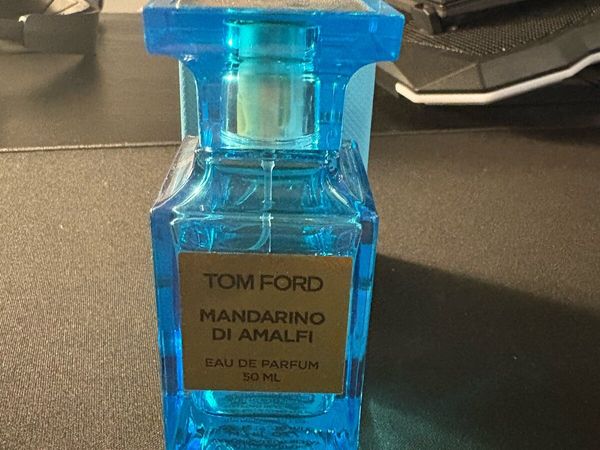 TOM FORD
MANDARINO
DI AMALFI
EAU DE PARFUM
50 ML